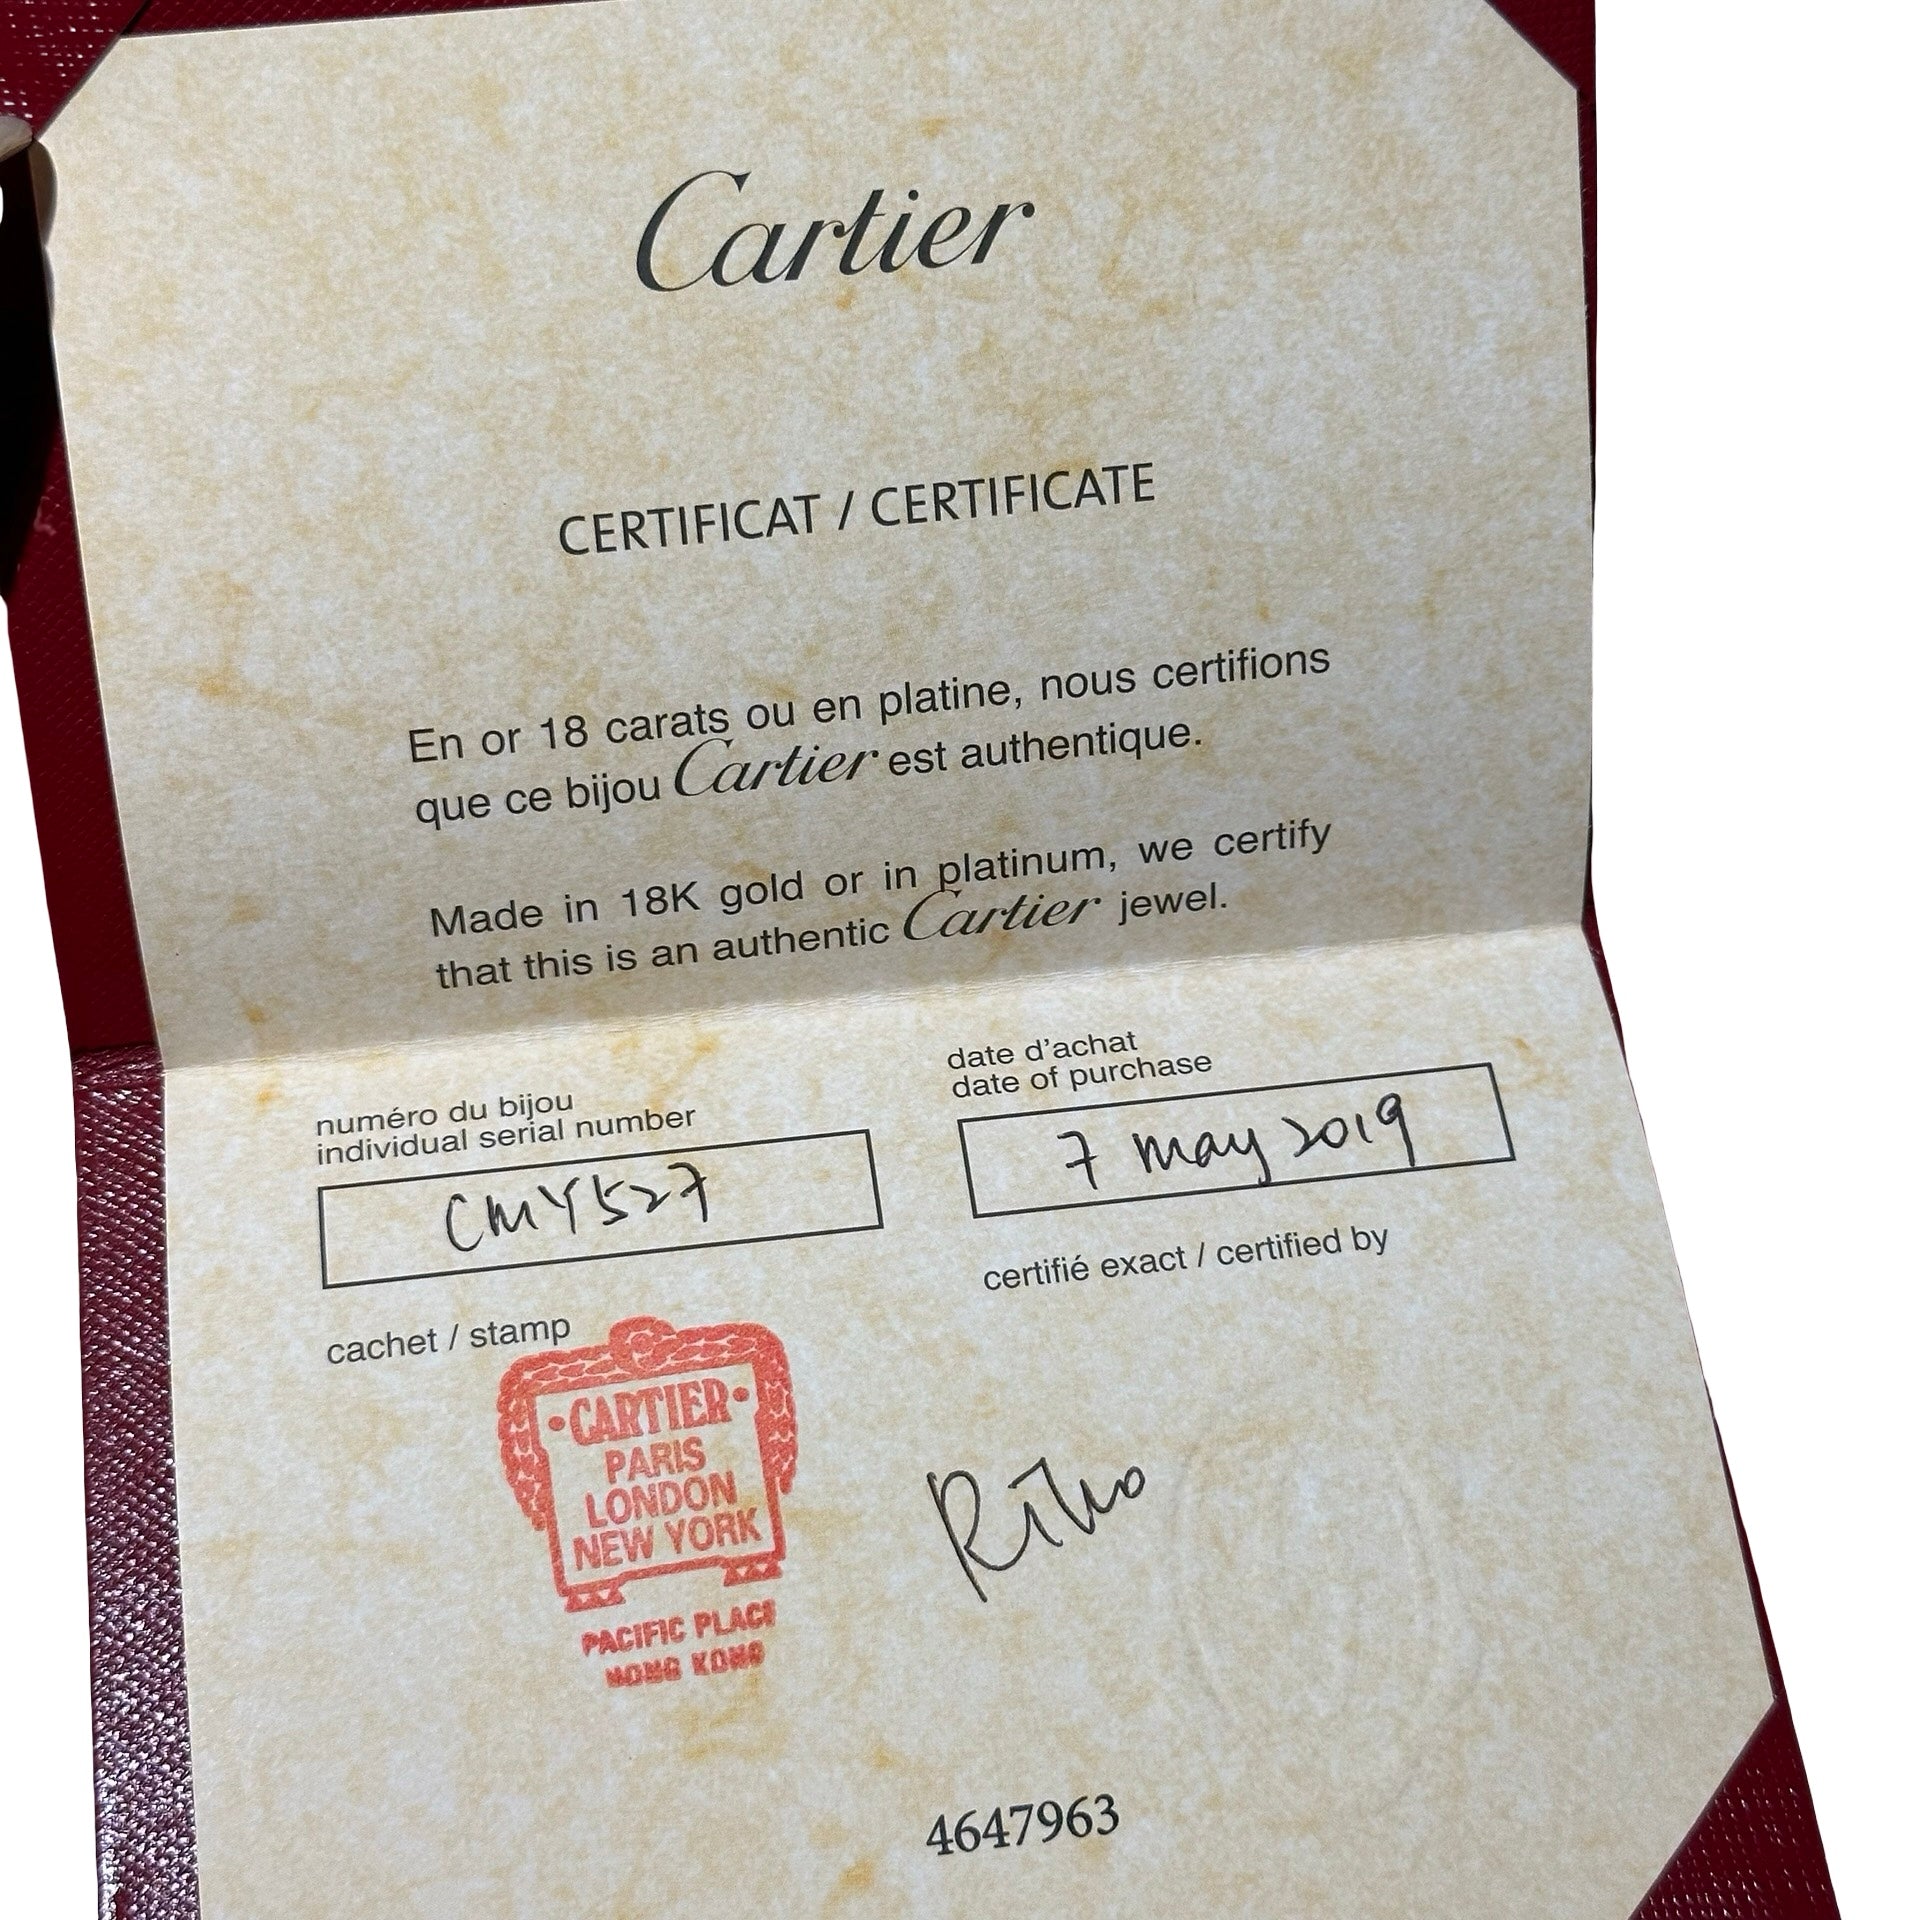 Cartier
CERTIFICAT / CERTIFICATE
En or 18 carats ou en platine, nous certifions
que ce bijou Cartier est authentique.
Made in 18K gold or in platinum, we certify
that this is an authentic Cartier jewel.
numéro du bijou
individual serial number
CMY527
date d'achat
date of purchase
7 may 2019
certifié exact / certified by
cachet / stamp
• CARTIER •
PARIS
LONDON
NEW YORK
PACIFIC PLACE
HONG KONG
4647963